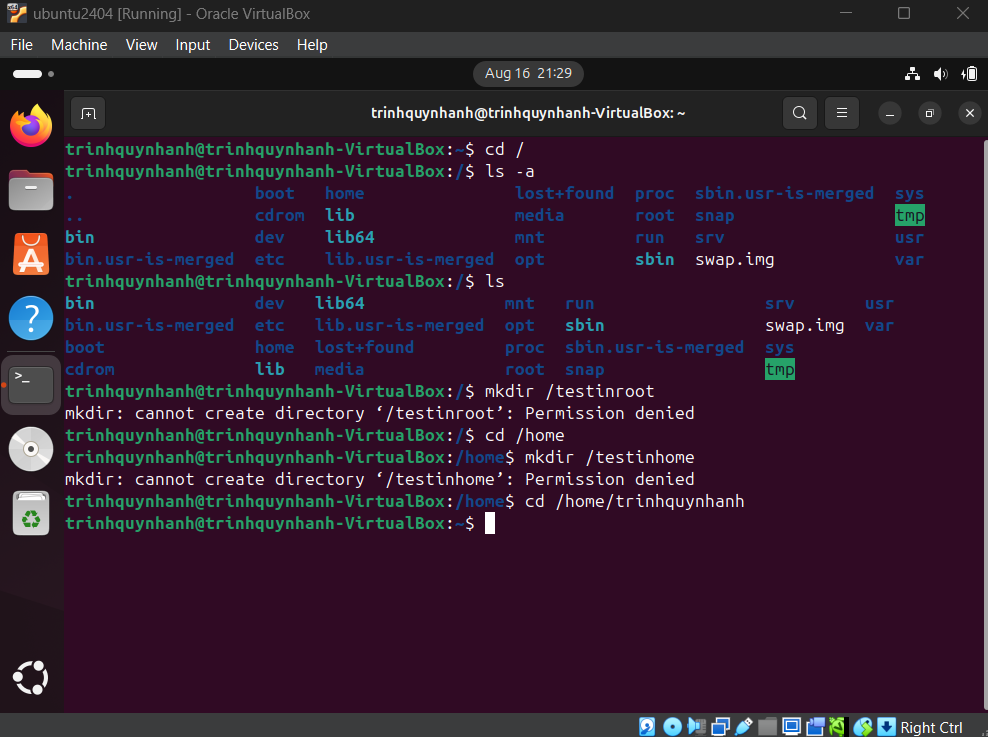 ubuntu2404 [Running] - Oracle VirtualBox
File Machine View Input Devices Help
Aug 16 21:29
trinhquynhanh@trinhquynhanh-VirtualBox: ~
trinhquynhanh@trinhquynhanh-VirtualBox:~$ cd /
trinhquynhanh@trinhquynhanh-VirtualBox:/$ ls -a
. boot home lost+found proc sbin.usr-is-merged sys
.. cdrom lib media root snap tmp
bin dev lib64 mnt run srv usr
bin.usr-is-merged etc lib.usr-is-merged opt sbin swap.img var
trinhquynhanh@trinhquynhanh-VirtualBox:/$ ls
bin dev lib64 mnt run srv usr
bin.usr-is-merged etc lib.usr-is-merged opt sbin swap.img var
boot home lost+found proc sbin.usr-is-merged sys
cdrom lib media root snap tmp
trinhquynhanh@trinhquynhanh-VirtualBox:/$ mkdir /testinroot
mkdir: cannot create directory ‘/testinroot’: Permission denied
trinhquynhanh@trinhquynhanh-VirtualBox:/$ cd /home
trinhquynhanh@trinhquynhanh-VirtualBox:/home$ mkdir /testinhome
mkdir: cannot create directory ‘/testinhome’: Permission denied
trinhquynhanh@trinhquynhanh-VirtualBox:/home$ cd /home/trinhquynhanh
trinhquynhanh@trinhquynhanh-VirtualBox:~$
Right Ctrl